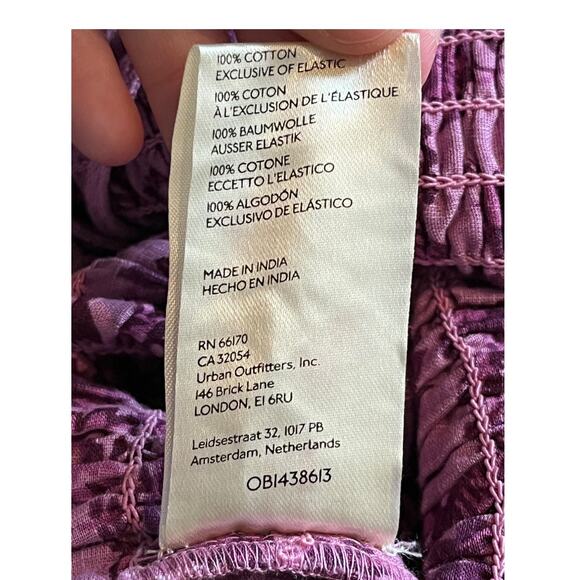 100% COTTON
EXCLUSIVE OF ELASTIC
100% COTON
À L'EXCLUSION DE L'ÉLASTIQUE
100% BAUMWOLLE
AUSSER ELASTIK
100% COTONE
ECCETTO L'ELASTICO
100% ALGODÓN
EXCLUSIVO DE ELÁSTICO
MADE IN INDIA
HECHO EN INDIA
RN 66170
CA 32054
Urban Outfitters, Inc.
146 Brick Lane
LONDON, E1 6RU
Leidsestraat 32, 1017 PB
Amsterdam, Netherlands
OB1438613